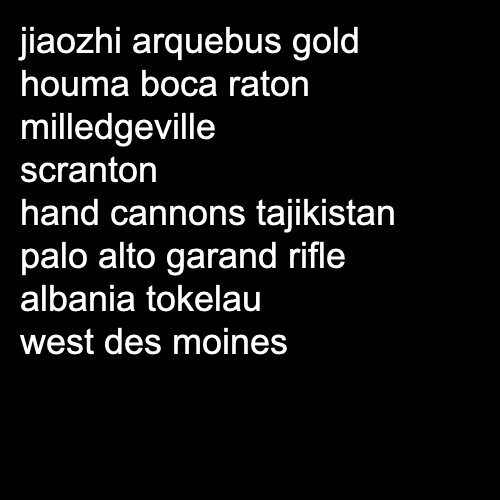 jiaozhi arquebus gold
houma boca raton
milledgeville
scranton
hand cannons tajikistan
palo alto garand rifle
albania tokelau
west des moines